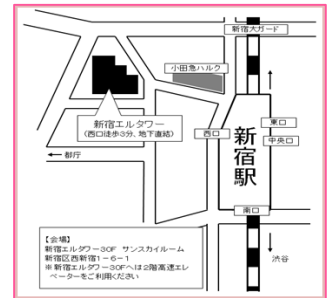 新宿大ガード
小田急ハルク
新宿エルタワー
(西口徒歩3分、地下直結)
西口
新宿駅
東口
中央口
← 都庁
南口
渋谷
【会場】
新宿エルタワー30F サンスカイルーム
新宿区西新宿1-6-1
※新宿エルタワー30Fへは2階高速エレ
ベーターをご利用ください